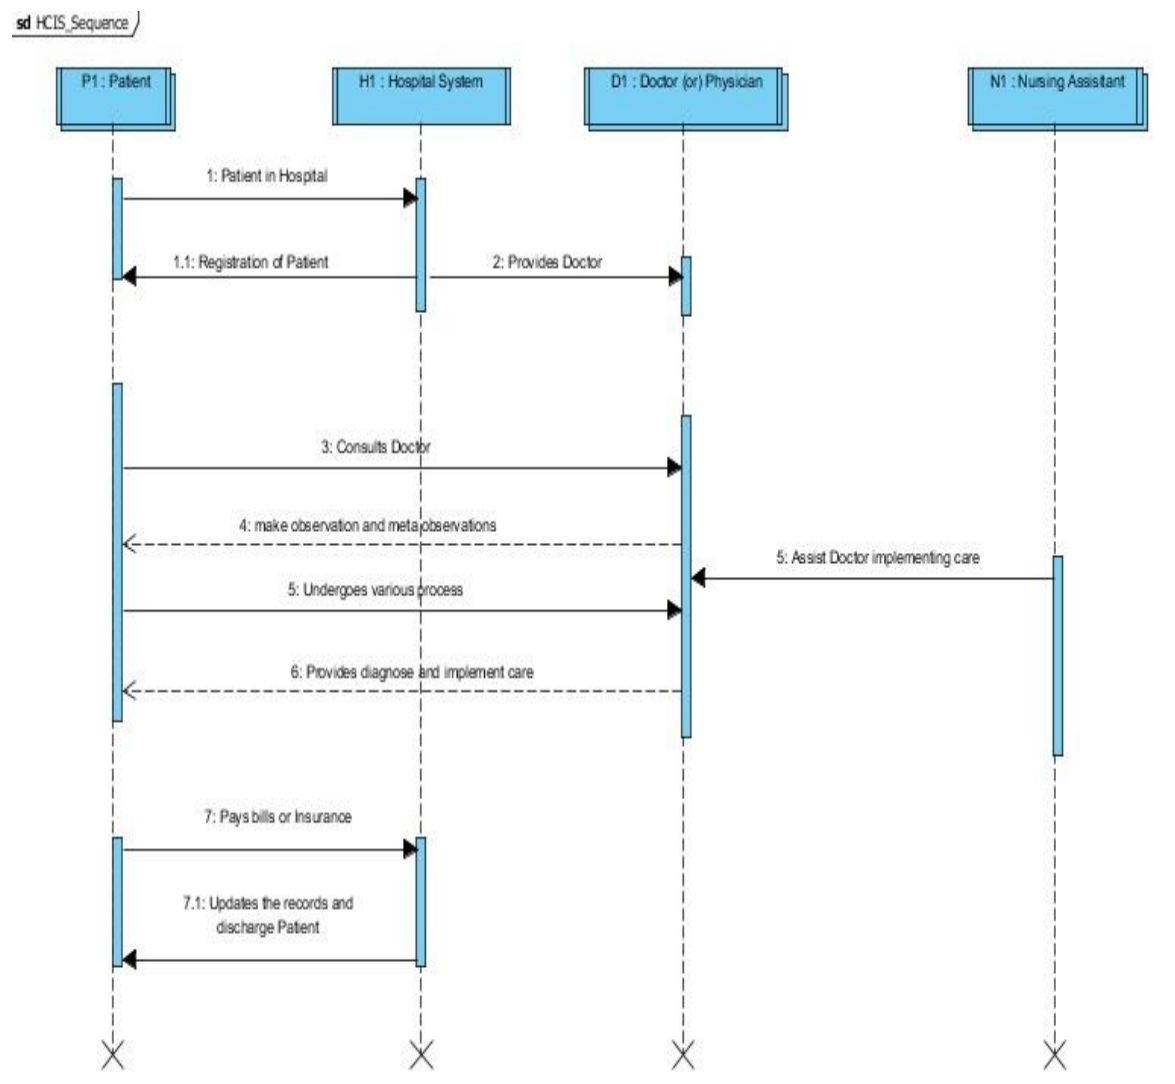 sd HCIS_Sequence
P1 : Patient
H1 : Hospital System
D1 : Doctor (or) Physician
N1 : Nursing Assisitant
1: Patient in Hospital
1.1: Registration of Patient
2: Provides Doctor
3: Consults Doctor
4: make observation and meta observations
5: Assist Doctor implementing care
5: Undergoes various process
6: Provides diagnose and implement care
7: Pays bills or Insurance
7.1: Updates the records and
discharge Patient